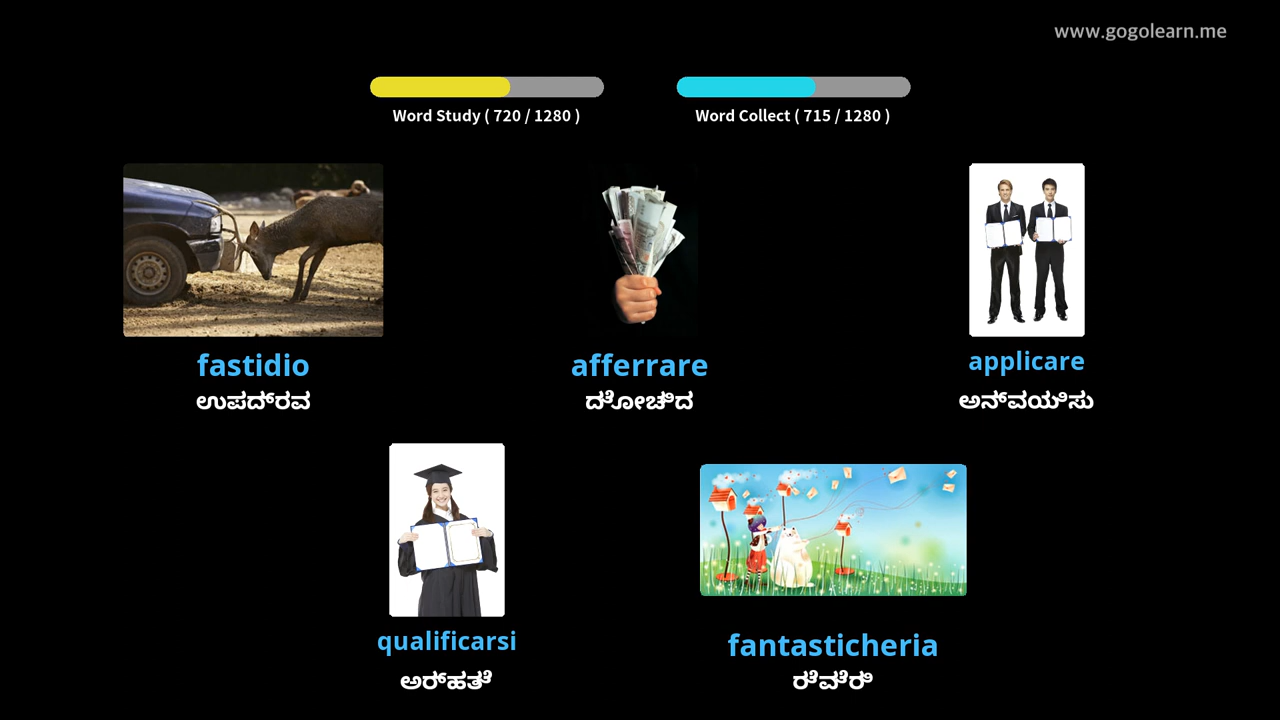 www.gogolearn.me
Word Study ( 720 / 1280 )
Word Collect ( 715 / 1280 )
fastidio
ಉಪದ್ರವ
afferrare
ದೋಚಿದ
applicare
ಅನ್ವಯಿಸು
qualificarsi
ಅರ್ಹತೆ
fantasticheria
ರೆವೆರಿ